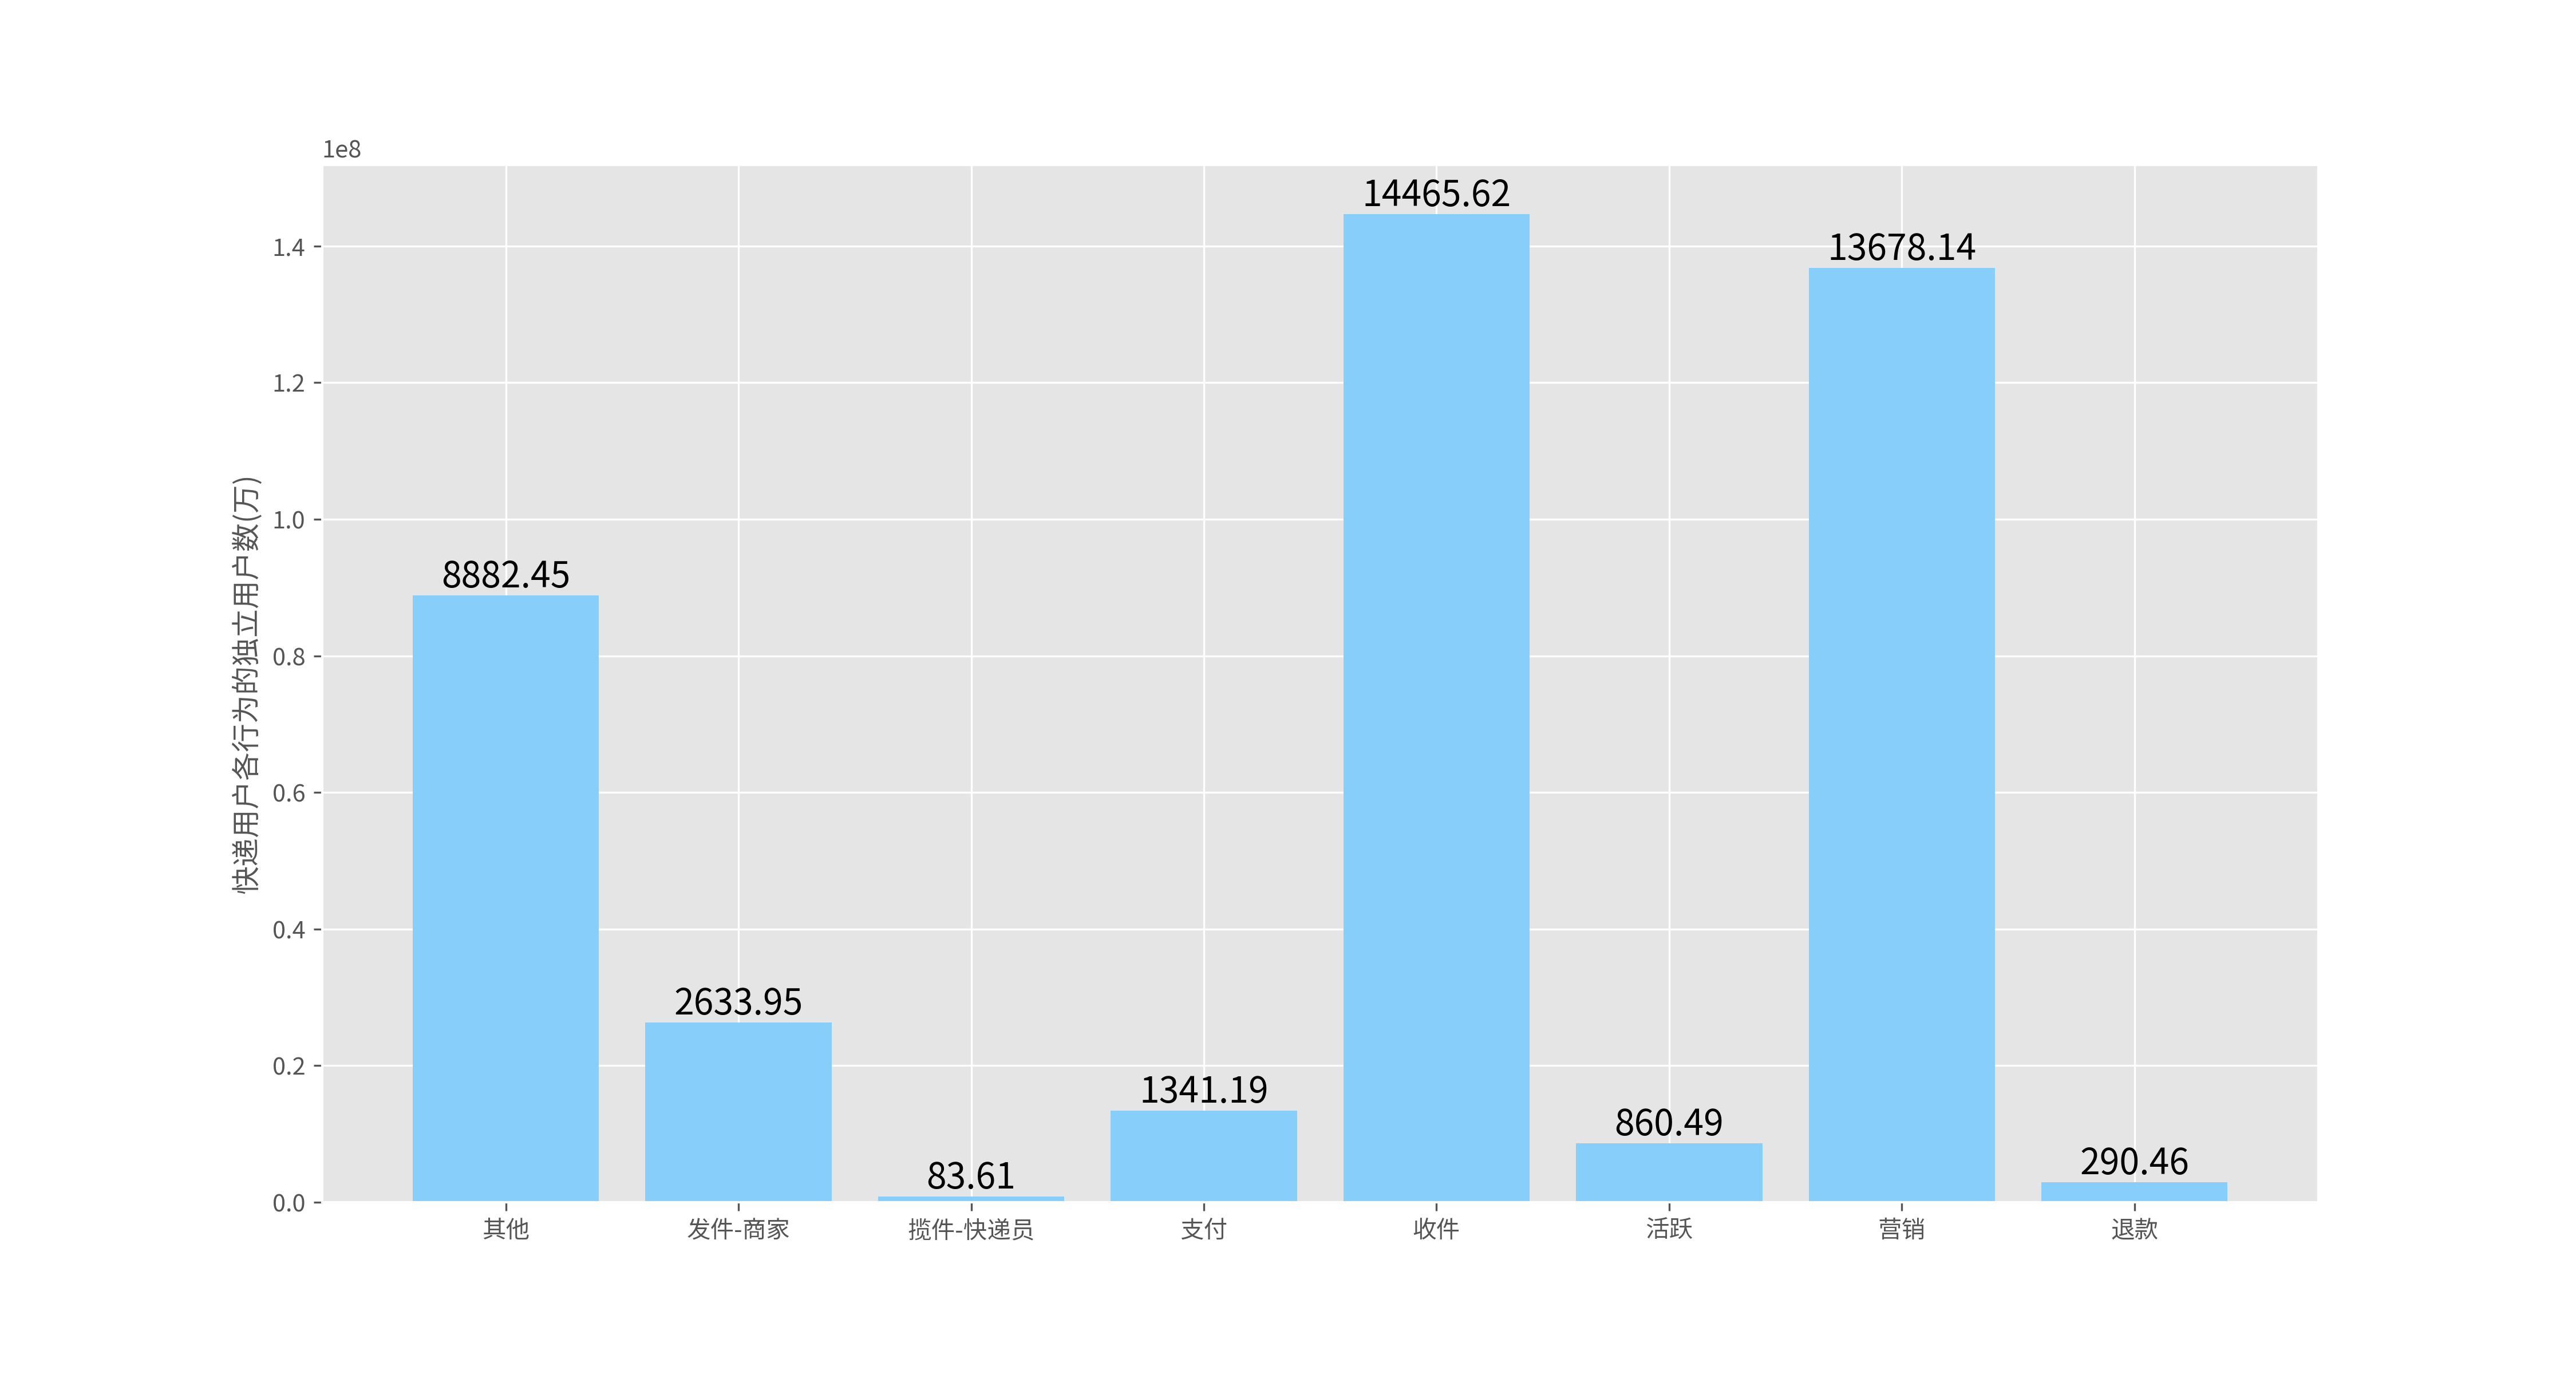 1e8
1.4
1.2
1.0
0.8
0.6
0.4
0.2
0.0
快递用户各行为的独立用户数(万)
8882.45
2633.95
83.61
1341.19
14465.62
860.49
13678.14
290.46
其他
发件-商家
揽件-快递员
支付
收件
活跃
营销
退款